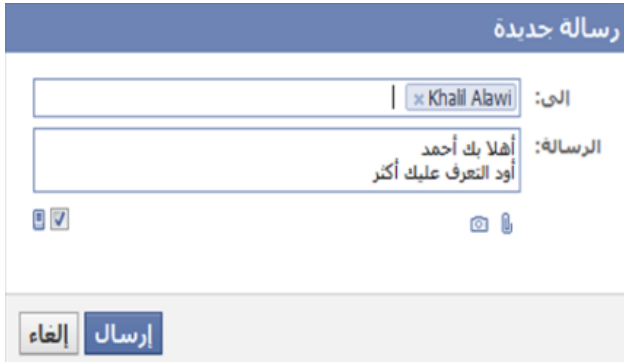 رسالة جديدة
الى: Khalil Alawi ×
الرسالة: أهلا بك أحمد
أود التعرف عليك أكثر
إرسال إلغاء